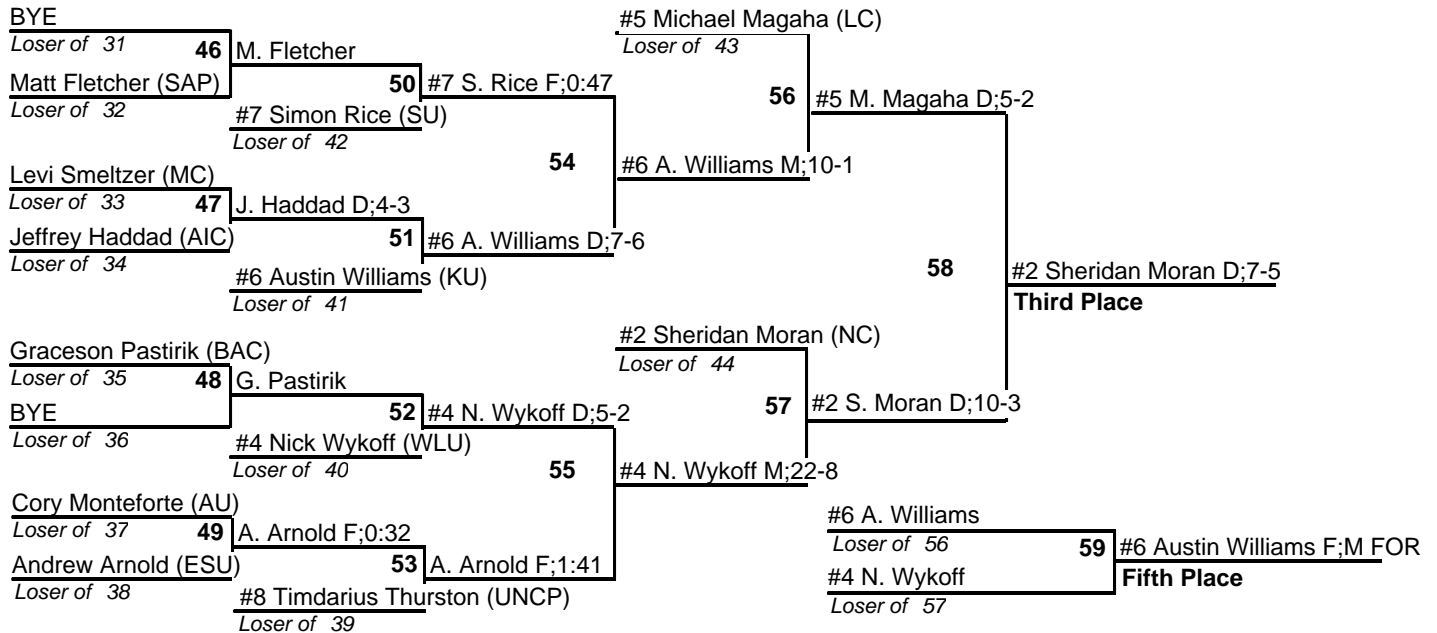 BYE
Loser of 31
46
M. Fletcher
Matt Fletcher (SAP)
Loser of 32
50
#7 S. Rice F;0:47
#7 Simon Rice (SU)
Loser of 42
Levi Smeltzer (MC)
Loser of 33
47
J. Haddad D;4-3
Jeffrey Haddad (AIC)
Loser of 34
51
#6 A. Williams D;7-6
#6 Austin Williams (KU)
Loser of 41
54
#6 A. Williams M;10-1
#5 Michael Magaha (LC)
Loser of 43
56
#5 M. Magaha D;5-2
Graceson Pastirik (BAC)
Loser of 35
48
G. Pastirik
BYE
Loser of 36
52
#4 N. Wykoff D;5-2
#4 Nick Wykoff (WLU)
Loser of 40
Cory Monteforte (AU)
Loser of 37
49
A. Arnold F;0:32
Andrew Arnold (ESU)
Loser of 38
53
A. Arnold F;1:41
#8 Timdarius Thurston (UNCP)
Loser of 39
55
#4 N. Wykoff M;22-8
#2 Sheridan Moran (NC)
Loser of 44
57
#2 S. Moran D;10-3
58
#2 Sheridan Moran D;7-5
Third Place
#6 A. Williams
Loser of 56
59
#6 Austin Williams F;M FOR
#4 N. Wykoff
Loser of 57
Fifth Place